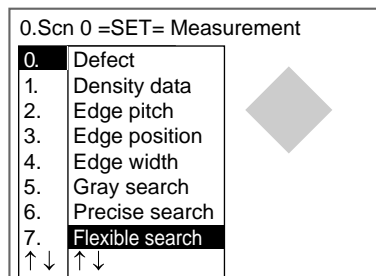 0.Scn 0 =SET= Measurement
0. Defect
1. Density data
2. Edge pitch
3. Edge position
4. Edge width
5. Gray search
6. Precise search
7. Flexible search
↑↓ ↑↓